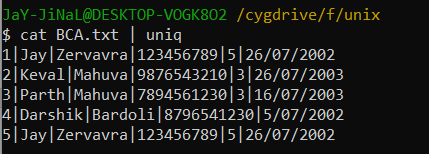 JaY-JiNaL@DESKTOP-VOGK8O2 /cygdrive/f/unix
$ cat BCA.txt | uniq
1|Jay|Zervavra|123456789|5|26/07/2002
2|Keval|Mahuva|9876543210|3|26/07/2003
3|Parth|Mahuva|7894561230|3|16/07/2003
4|Darshik|Bardoli|8796541230|5/07/2002
5|Jay|Zervavra|123456789|5|26/07/2002